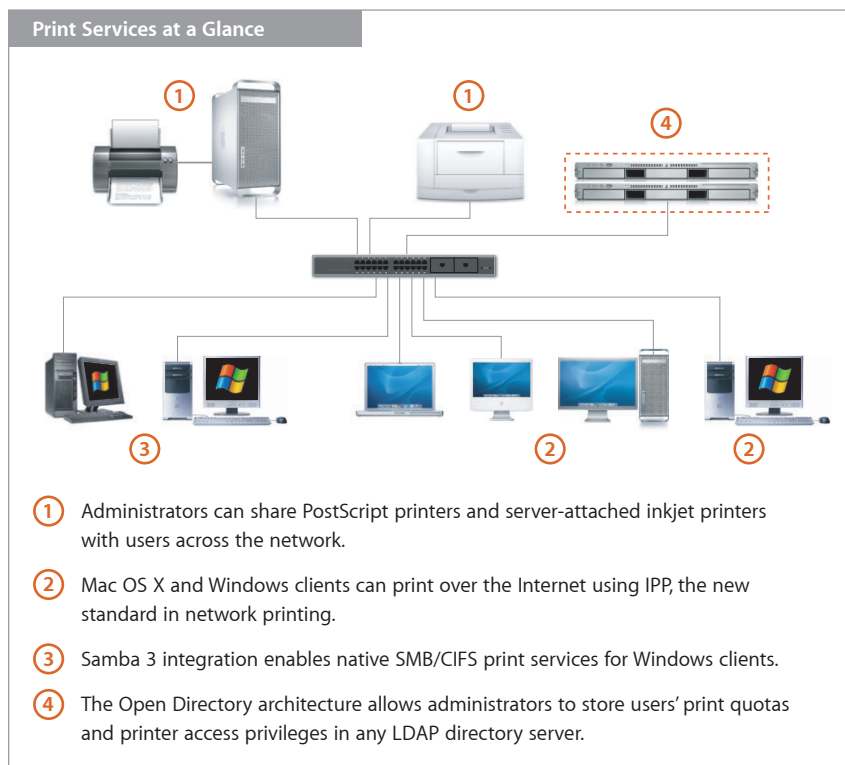 Print Services at a Glance
1
1
4
3
2
2
1 Administrators can share PostScript printers and server-attached inkjet printers
with users across the network.
2 Mac OS X and Windows clients can print over the Internet using IPP, the new
standard in network printing.
3 Samba 3 integration enables native SMB/CIFS print services for Windows clients.
4 The Open Directory architecture allows administrators to store users’ print quotas
and printer access privileges in any LDAP directory server.